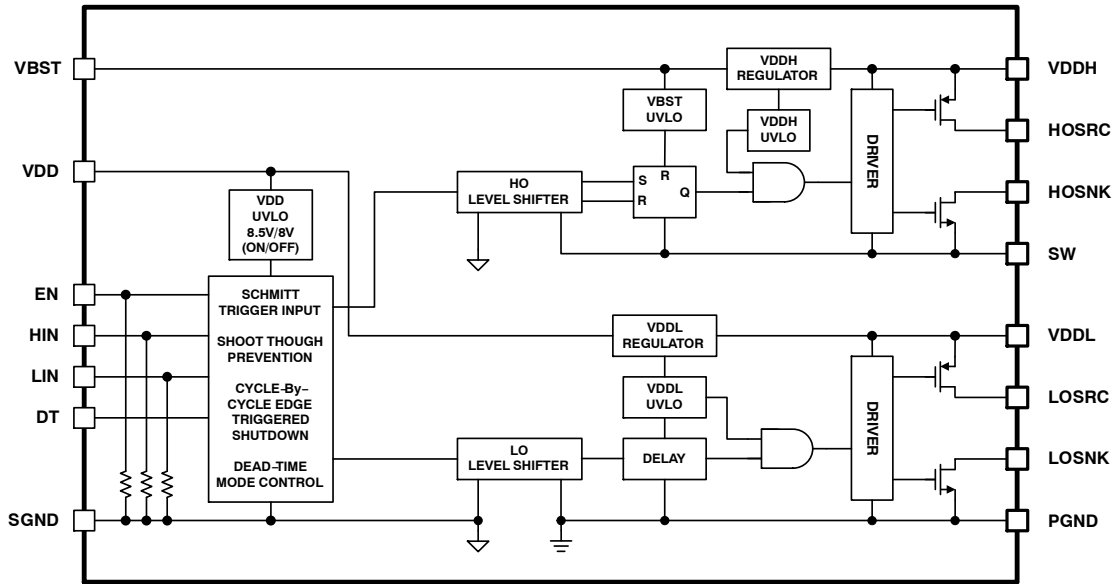 VBST
VDD
EN
HIN
LIN
DT
SGND
VDD
UVLO
8.5V/8V
(ON/OFF)
SCHMITT
TRIGGER INPUT
SHOOT THOUGH
PREVENTION
CYCLE-By-
CYCLE EDGE
TRIGGERED
SHUTDOWN
DEAD-TIME
MODE CONTROL
HO
LEVEL SHIFTER
VBST
UVLO
S
R
R
Q
VDDH
REGULATOR
VDDH
UVLO
DRIVER
LO
LEVEL SHIFTER
VDDL
REGULATOR
VDDL
UVLO
DELAY
DRIVER
VDDH
HOSRC
HOSNK
SW
VDDL
LOSRC
LOSNK
PGND